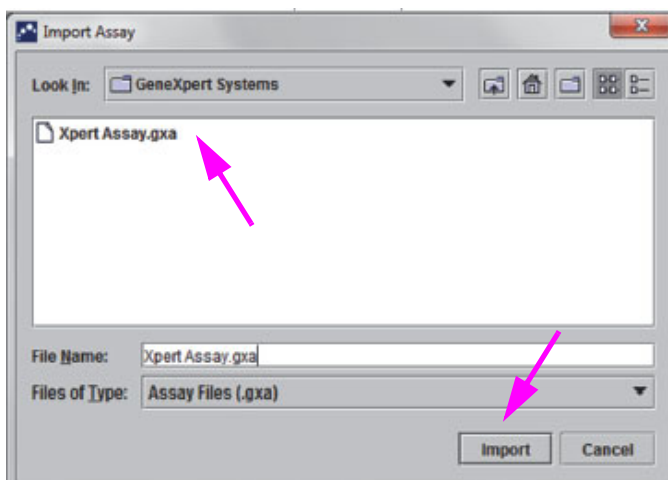 Import Assay
Look In: GeneXpert Systems
Xpert Assay.gxa
File Name: Xpert Assay.gxa
Files of Type: Assay Files (.gxa)
Import Cancel